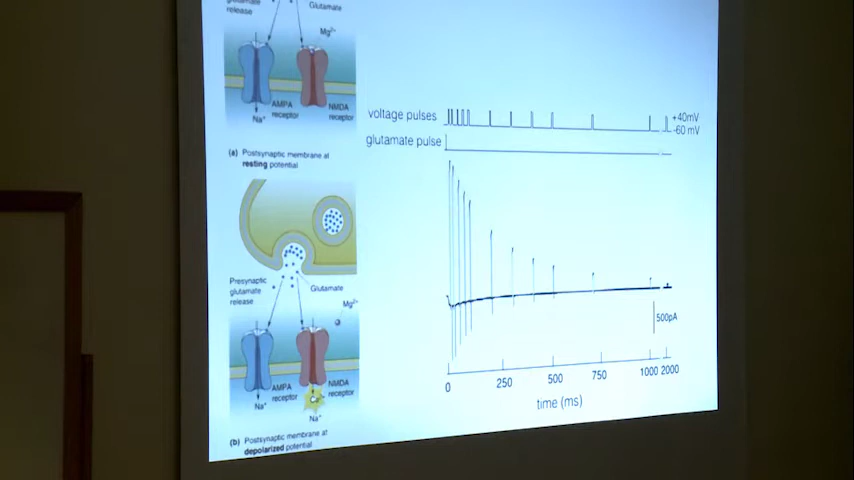 glutamate
release
Glutamate
Mg2+
AMPA
receptor
NMDA
receptor
Na+
(a) Postsynaptic membrane at
resting potential
Presynaptic
glutamate
release
Glutamate
Mg2+
AMPA
receptor
NMDA
receptor
Na+
Na+
(b) Postsynaptic membrane at
depolarized potential
voltage pulses
+40mV
-60 mV
glutamate pulse
500pA
0 250 500 750 1000 2000
time (ms)